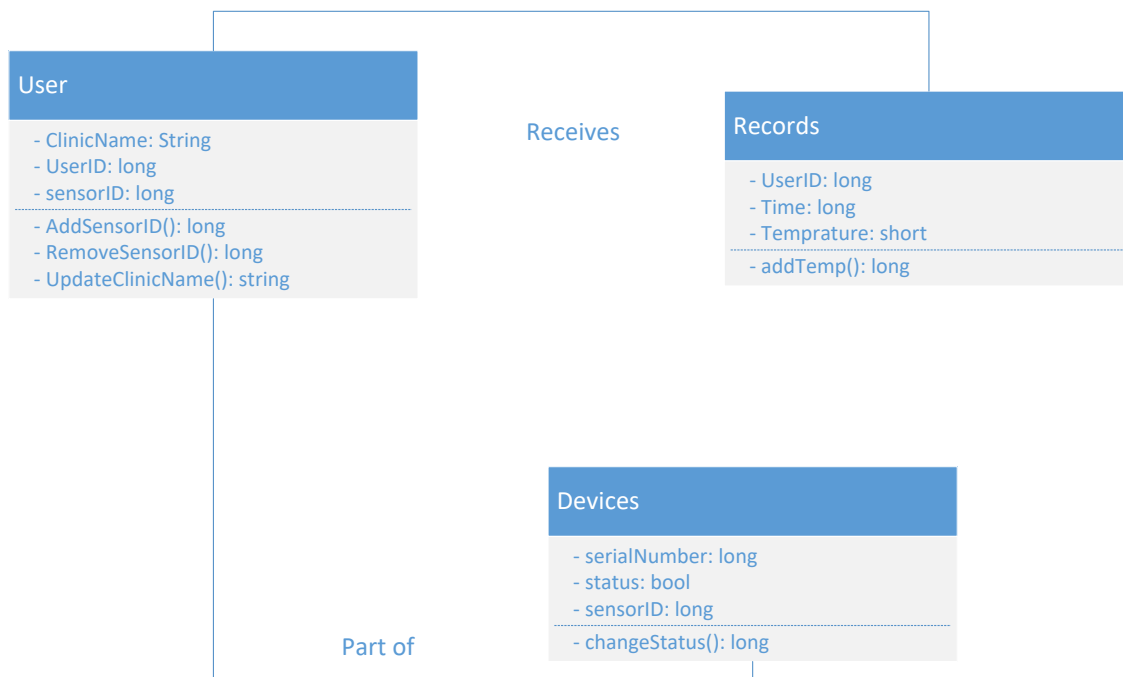 User
- ClinicName: String
- UserID: long
- sensorID: long
- AddSensorID(): long
- RemoveSensorID(): long
- UpdateClinicName(): string
Receives
Records
- UserID: long
- Time: long
- Temprature: short
- addTemp(): long
Devices
- serialNumber: long
- status: bool
- sensorID: long
- changeStatus(): long
Part of